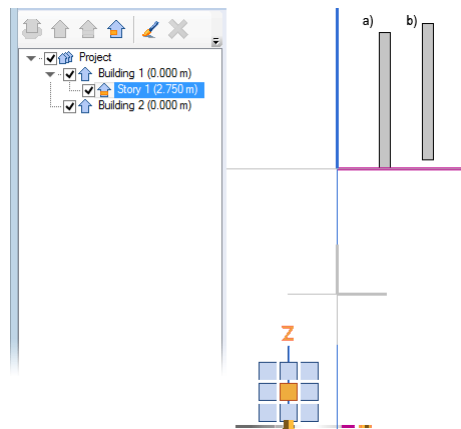 Project
Building 1 (0.000 m)
Story 1 (2.750 m)
Building 2 (0.000 m)
a) b)
Z